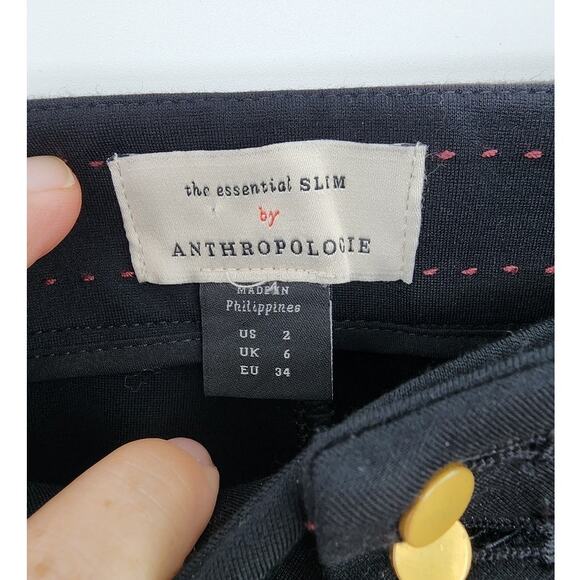 the essential SLIM
by
ANTHROPOLOGIE
MADE IN
Philippines
US 2
UK 6
EU 34